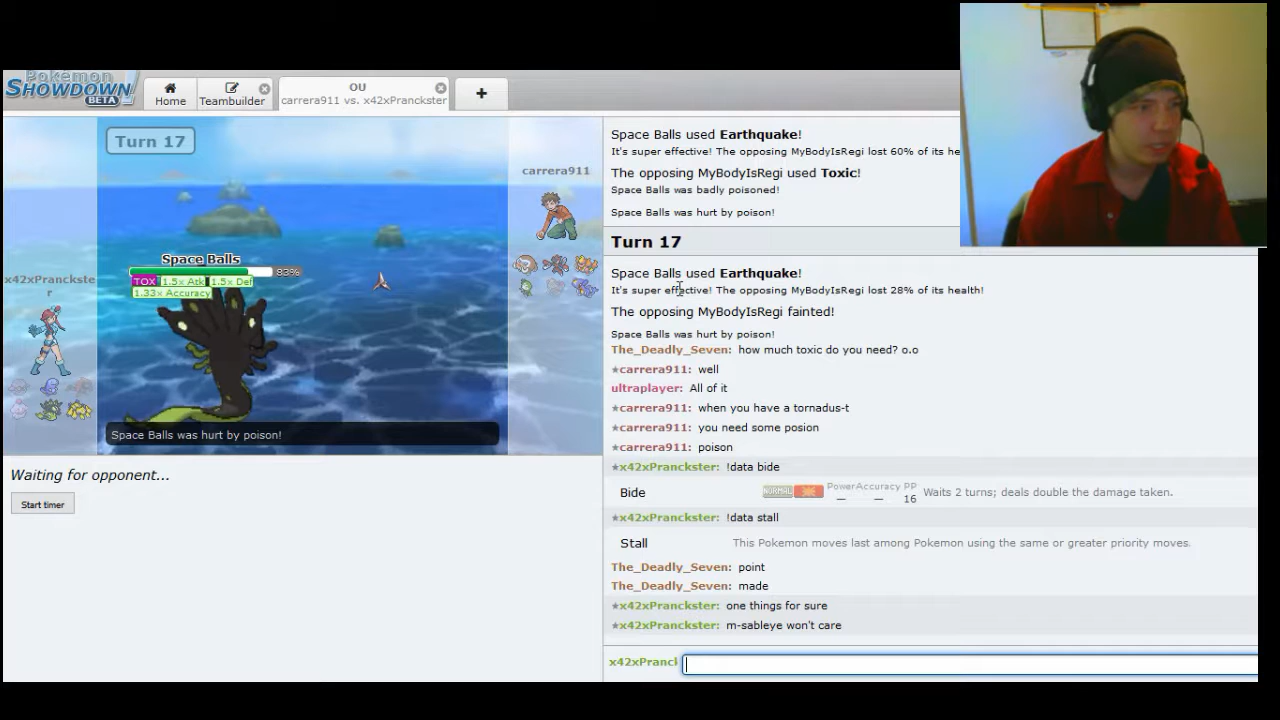 Pokémon
SHOWDOWN
BETA
Home
Teambuilder
OU
carrera911 vs. x42xPranckster
+
Turn 17
carrera911
x42xPranckste
r
Space Balls
83%
TOX 1.5x Atk 1.5x Def
1.33x Accuracy
Space Balls was hurt by poison!
Waiting for opponent...
Start timer
Space Balls used Earthquake!
It's super effective! The opposing MyBodyIsRegi lost 60% of its he
The opposing MyBodyIsRegi used Toxic!
Space Balls was badly poisoned!
Space Balls was hurt by poison!
Turn 17
Space Balls used Earthquake!
It's super effective! The opposing MyBodyIsRegi lost 28% of its health!
The opposing MyBodyIsRegi fainted!
Space Balls was hurt by poison!
The_Deadly_Seven: how much toxic do you need? o.o
★carrera911: well
ultraplayer: All of it
★carrera911: when you have a tornadus-t
★carrera911: you need some posion
★carrera911: poison
★x42xPranckster: !data bide
Bide NORMAL Power — Accuracy — PP 16 Waits 2 turns; deals double the damage taken.
★x42xPranckster: !data stall
Stall This Pokemon moves last among Pokemon using the same or greater priority moves.
The_Deadly_Seven: point
The_Deadly_Seven: made
★x42xPranckster: one things for sure
★x42xPranckster: m-sableye won't care
x42xPranck